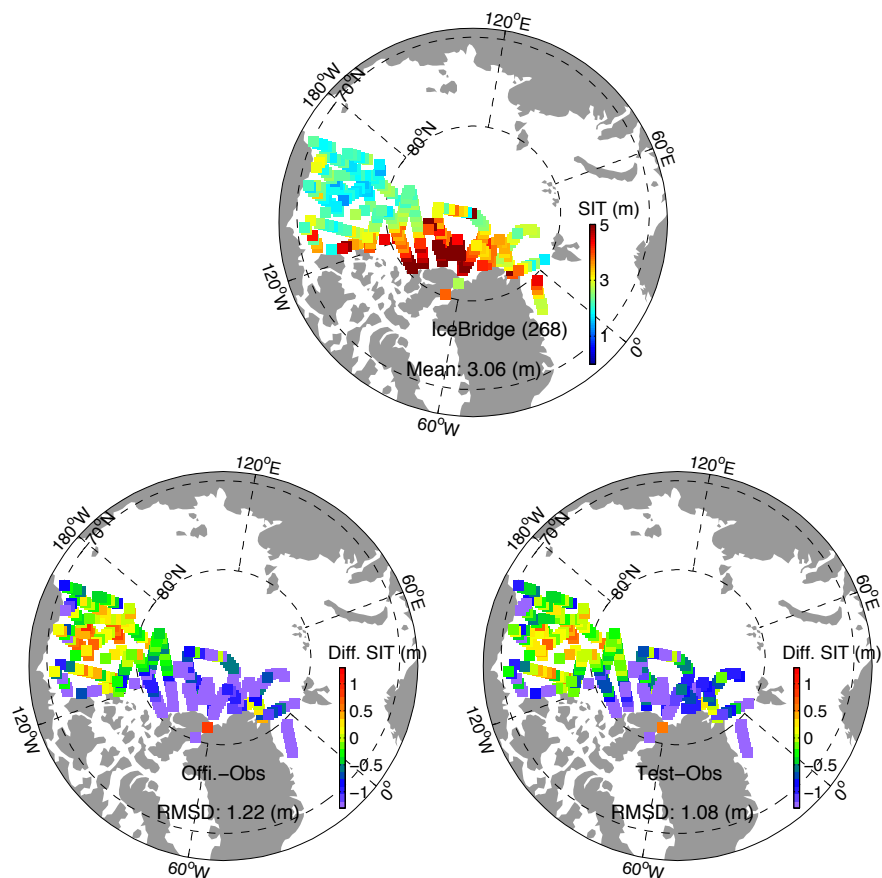 120°E
180°W
70°N
80°N
60°E
SIT (m)
5
3
1
120°W
IceBridge (268)
0°
Mean: 3.06 (m)
60°W
120°E
180°W
70°N
80°N
60°E
Diff. SIT (m)
1
0.5
0
−0.5
−1
120°W
Offi.−Obs
0°
RMSD: 1.22 (m)
60°W
120°E
180°W
70°N
80°N
60°E
Diff. SIT (m)
1
0.5
0
−0.5
−1
120°W
Test−Obs
0°
RMSD: 1.08 (m)
60°W